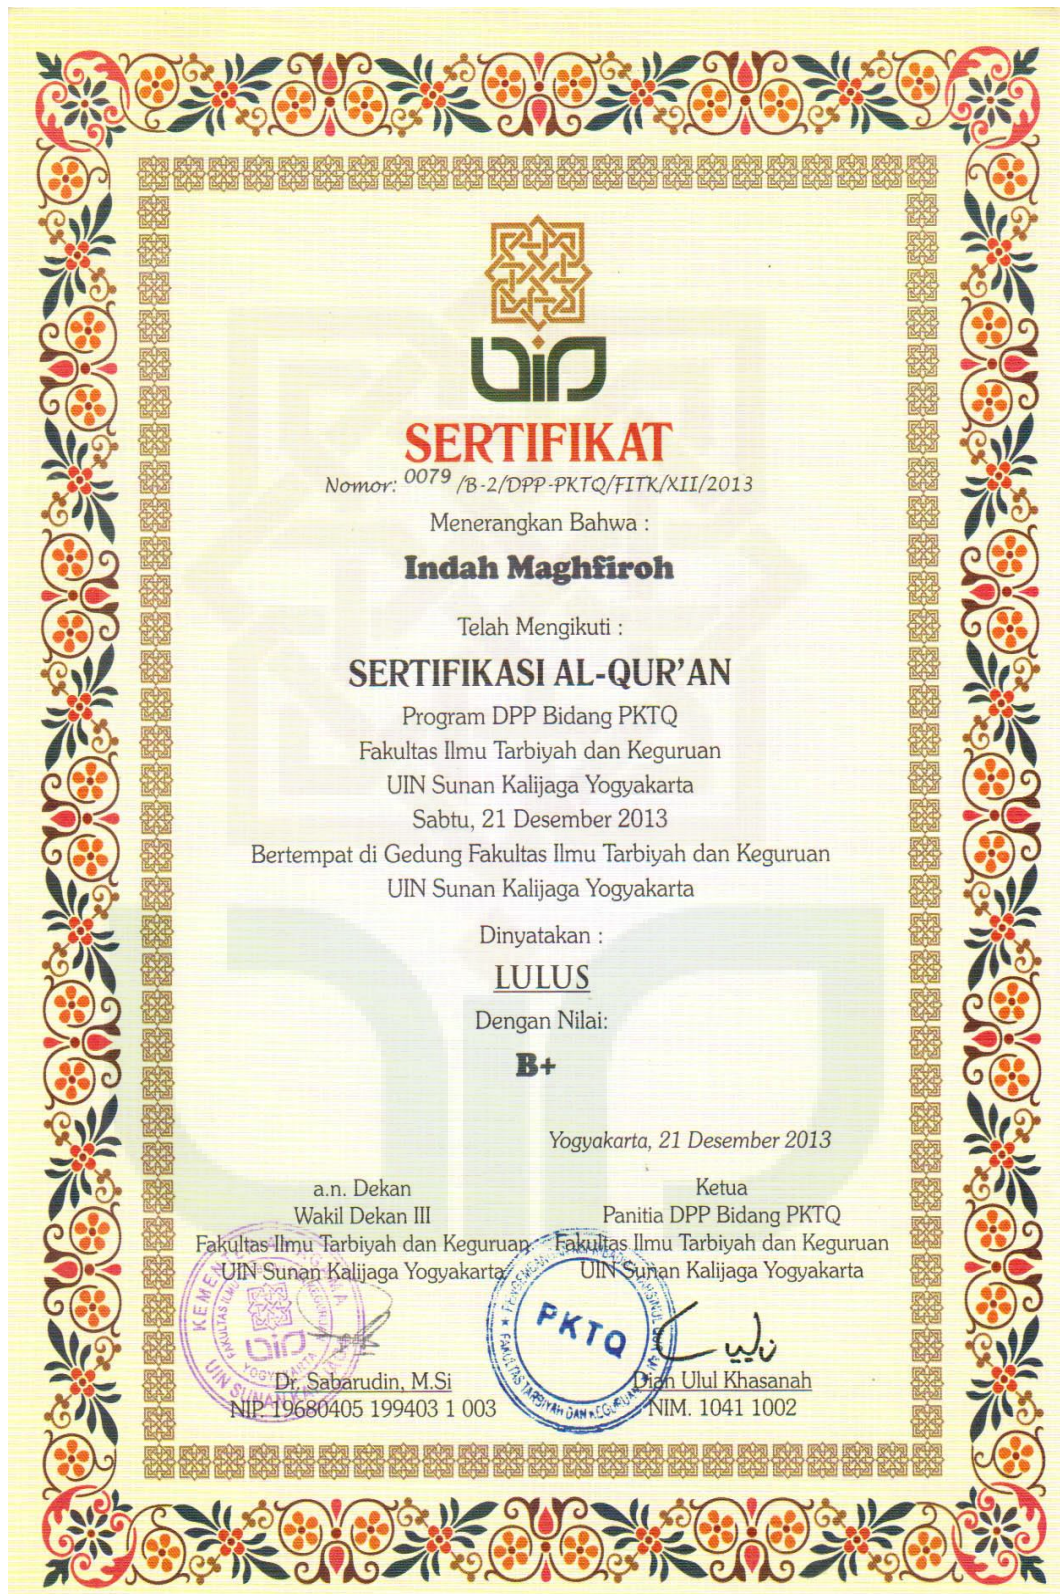 UIN
SERTIFIKAT
Nomor: 0079 /B-2/DPP-PKTQ/FITK/XII/2013
Menerangkan Bahwa :
Indah Maghfiroh
Telah Mengikuti :
SERTIFIKASI AL-QUR'AN
Program DPP Bidang PKTQ
Fakultas Ilmu Tarbiyah dan Keguruan
UIN Sunan Kalijaga Yogyakarta
Sabtu, 21 Desember 2013
Bertempat di Gedung Fakultas Ilmu Tarbiyah dan Keguruan
UIN Sunan Kalijaga Yogyakarta
Dinyatakan :
LULUS
Dengan Nilai:
B+
Yogyakarta, 21 Desember 2013
a.n. Dekan
Wakil Dekan III
Fakultas Ilmu Tarbiyah dan Keguruan
UIN Sunan Kalijaga Yogyakarta
Dr. Sabarudin, M.Si
NIP. 19680405 199403 1 003
Ketua
Panitia DPP Bidang PKTQ
Fakultas Ilmu Tarbiyah dan Keguruan
UIN Sunan Kalijaga Yogyakarta
PKTQ
FAKULTAS TARBIYAH DAN KEGURUAN
Dian Ulul Khasanah
NIM. 1041 1002